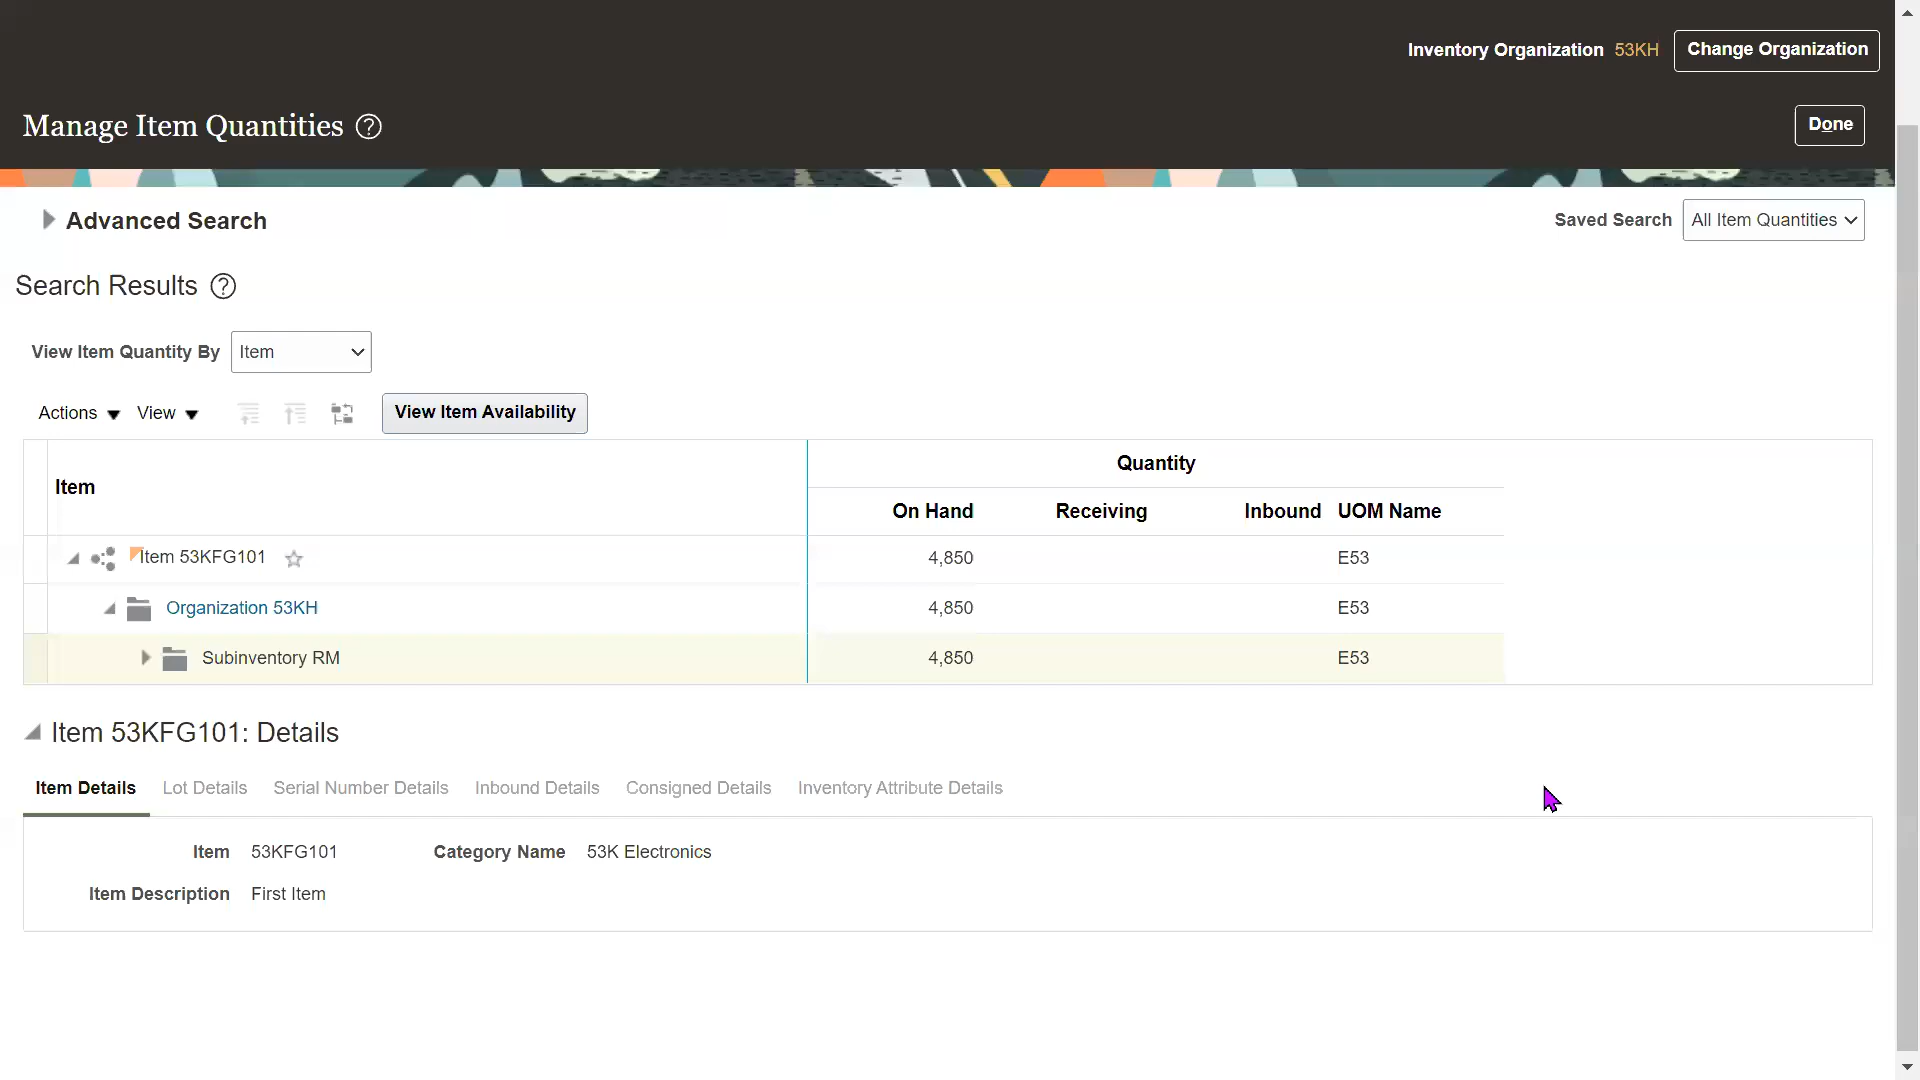 Inventory Organization 53KH Change Organization
Manage Item Quantities ?
Done
Advanced Search
Saved Search All Item Quantities
Search Results ?
View Item Quantity By Item
Actions View View Item Availability
Quantity
Item
On Hand Receiving Inbound UOM Name
Item 53KFG101 4,850 E53
Organization 53KH 4,850 E53
Subinventory RM 4,850 E53
Item 53KFG101: Details
Item Details Lot Details Serial Number Details Inbound Details Consigned Details Inventory Attribute Details
Item 53KFG101 Category Name 53K Electronics
Item Description First Item